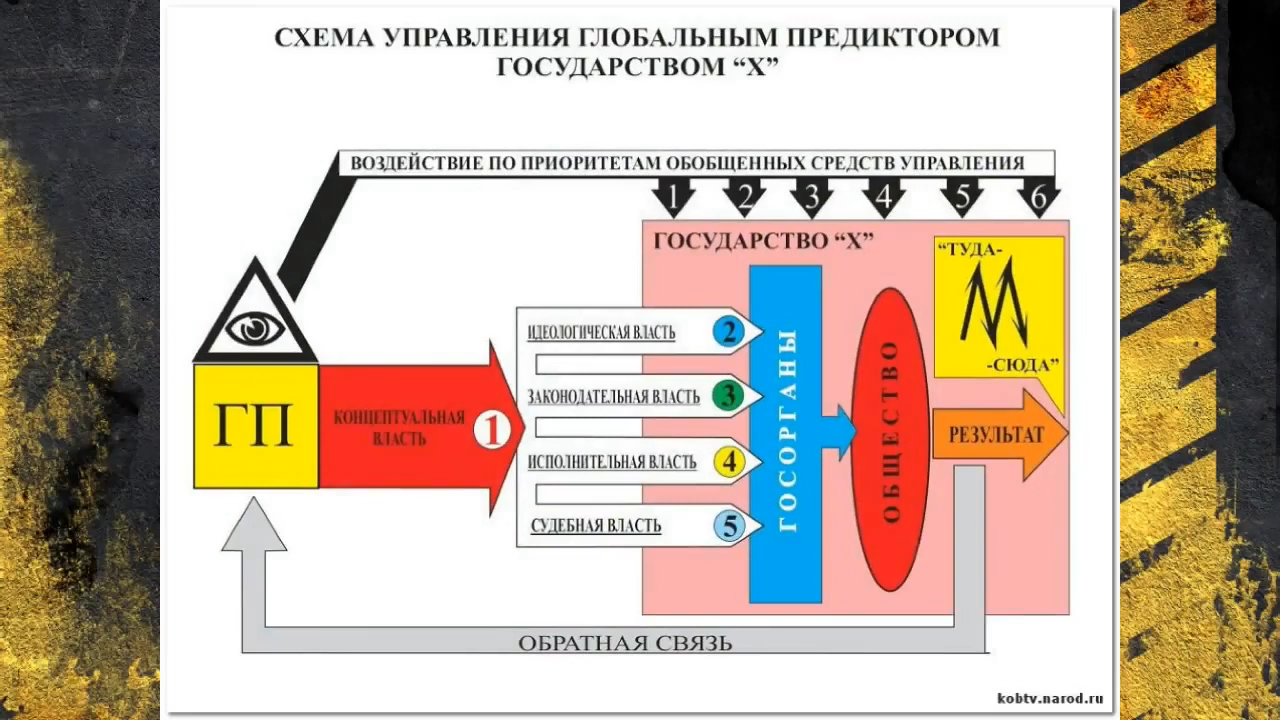 СХЕМА УПРАВЛЕНИЯ ГЛОБАЛЬНЫМ ПРЕДИКТОРОМ
ГОСУДАРСТВОМ “Х”
ВОЗДЕЙСТВИЕ ПО ПРИОРИТЕТАМ ОБОБЩЕННЫХ СРЕДСТВ УПРАВЛЕНИЯ
1 2 3 4 5 6
ГОСУДАРСТВО “Х”
“ТУДА-
-СЮДА”
ГП
КОНЦЕПТУАЛЬНАЯ
ВЛАСТЬ
1
ИДЕОЛОГИЧЕСКАЯ ВЛАСТЬ 2
ЗАКОНОДАТЕЛЬНАЯ ВЛАСТЬ 3
ИСПОЛНИТЕЛЬНАЯ ВЛАСТЬ 4
СУДЕБНАЯ ВЛАСТЬ 5
ГОСОРГАНЫ
ОБЩЕСТВО
РЕЗУЛЬТАТ
ОБРАТНАЯ СВЯЗЬ
kobtv.narod.ru